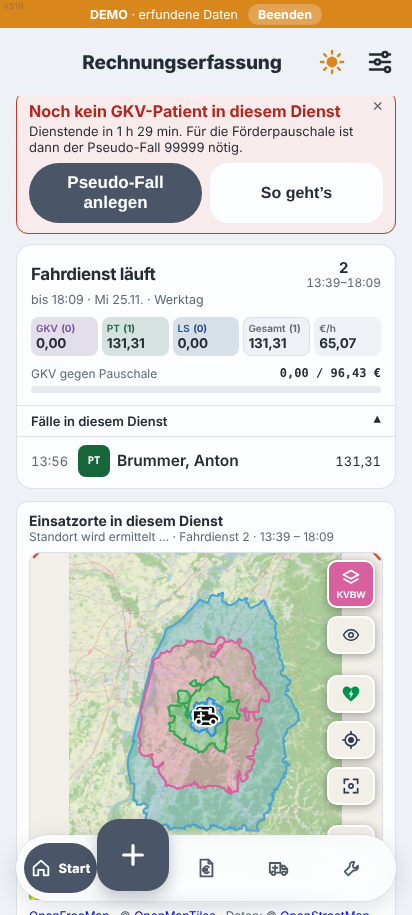 v516
DEMO · erfundene Daten Beenden
Rechnungserfassung
Noch kein GKV-Patient in diesem Dienst ×
Dienstende in 1 h 29 min. Für die Förderpauschale ist
dann der Pseudo-Fall 99999 nötig.
Pseudo-Fall
anlegen
So geht's
Fahrdienst läuft
2
13:39–18:09
bis 18:09 · Mi 25.11. · Werktag
GKV (0) PT (1) LS (0) Gesamt (1) €/h
0,00 131,31 0,00 131,31 65,07
GKV gegen Pauschale 0,00 / 96,43 €
Fälle in diesem Dienst ▲
13:56 PT Brummer, Anton 131,31
Einsatzorte in diesem Dienst
Standort wird ermittelt … · Fahrdienst 2 · 13:39 – 18:09
KVBW
Start +
OpenFreeMap · © OpenMapTiles · Daten: © OpenStreetMap